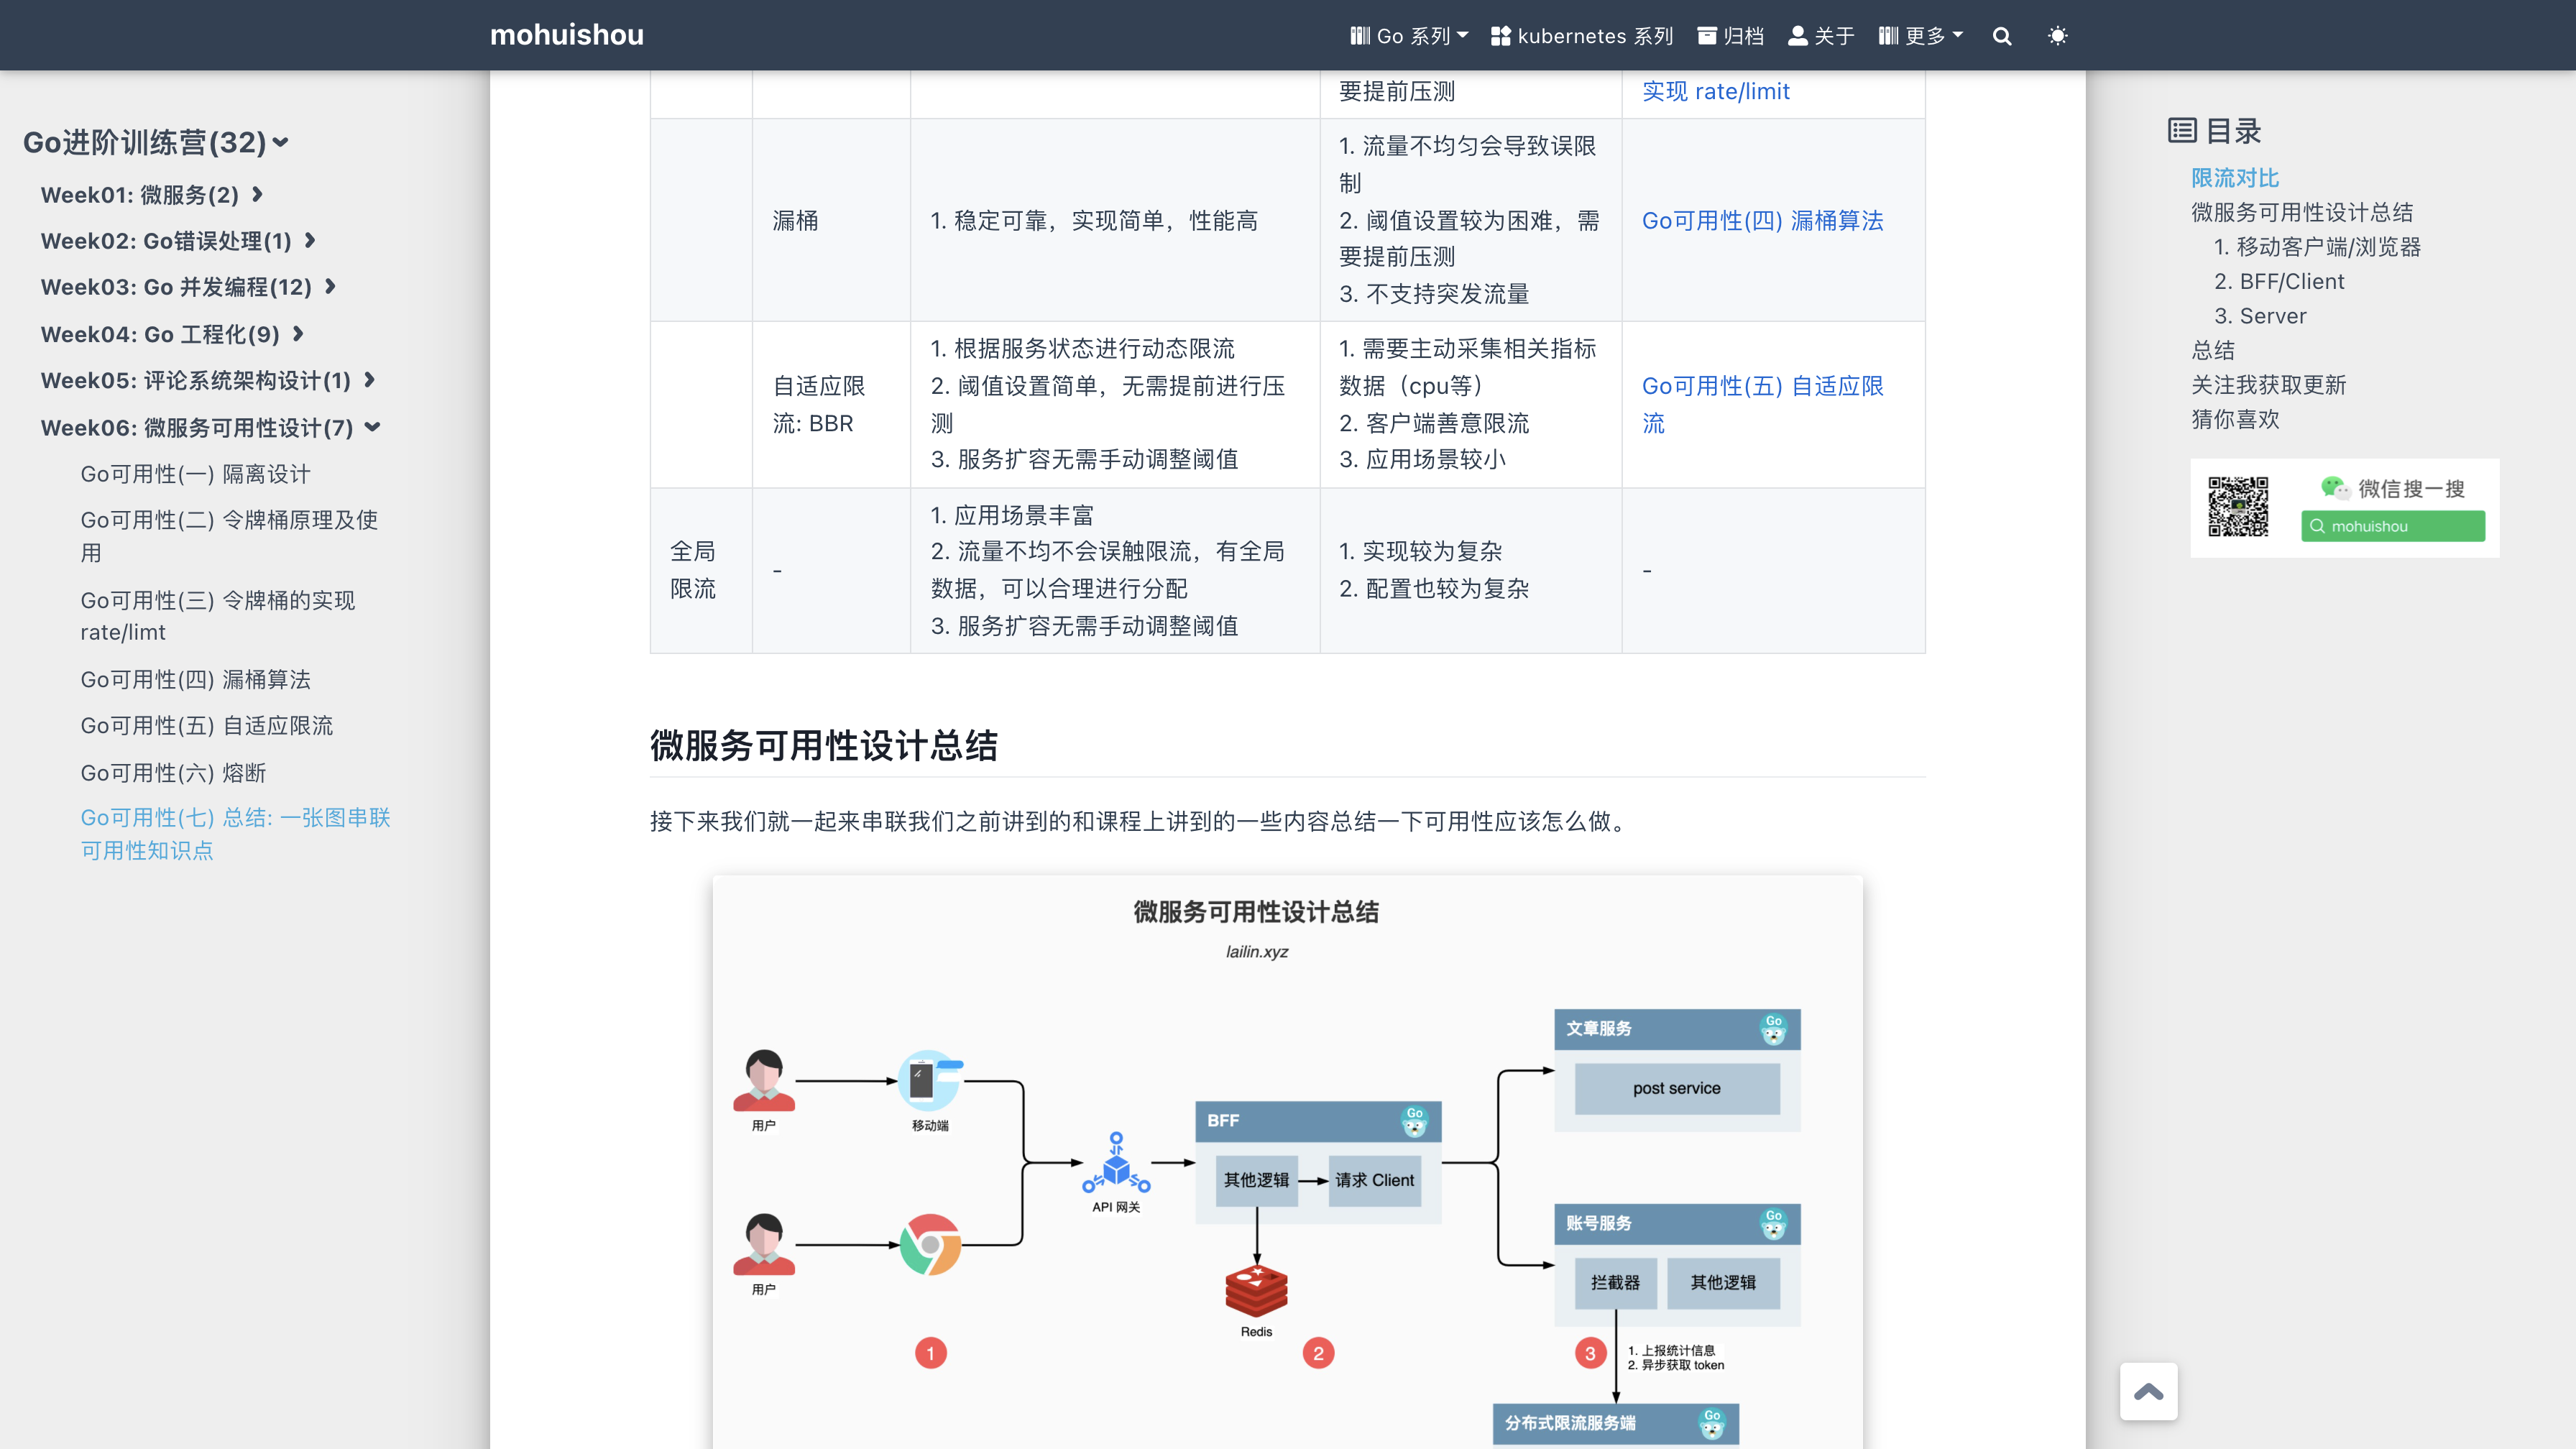 mohuishou
Go 系列
kubernetes 系列
归档
关于
更多
Go进阶训练营(32)
Week01: 微服务(2)
Week02: Go错误处理(1)
Week03: Go 并发编程(12)
Week04: Go 工程化(9)
Week05: 评论系统架构设计(1)
Week06: 微服务可用性设计(7)
Go可用性(一) 隔离设计
Go可用性(二) 令牌桶原理及使
用
Go可用性(三) 令牌桶的实现
rate/limt
Go可用性(四) 漏桶算法
Go可用性(五) 自适应限流
Go可用性(六) 熔断
Go可用性(七) 总结: 一张图串联
可用性知识点
要提前压测
实现 rate/limit
漏桶
1. 稳定可靠，实现简单，性能高
1. 流量不均匀会导致误限
制
2. 阈值设置较为困难，需
要提前压测
3. 不支持突发流量
Go可用性(四) 漏桶算法
自适应限
流: BBR
1. 根据服务状态进行动态限流
2. 阈值设置简单，无需提前进行压
测
3. 服务扩容无需手动调整阈值
1. 需要主动采集相关指标
数据（cpu等）
2. 客户端善意限流
3. 应用场景较小
Go可用性(五) 自适应限
流
全局
限流
-
1. 应用场景丰富
2. 流量不均不会误触限流，有全局
数据，可以合理进行分配
3. 服务扩容无需手动调整阈值
1. 实现较为复杂
2. 配置也较为复杂
-
微服务可用性设计总结
接下来我们就一起来串联我们之前讲到的和课程上讲到的一些内容总结一下可用性应该怎么做。
微服务可用性设计总结
lailin.xyz
用户
移动端
用户
API 网关
BFF
Go
其他逻辑
请求 Client
Redis
文章服务
Go
post service
账号服务
Go
拦截器
其他逻辑
1
2
3
1. 上报统计信息
2. 异步获取 token
分布式限流服务端
Go
目录
限流对比
微服务可用性设计总结
1. 移动客户端/浏览器
2. BFF/Client
3. Server
总结
关注我获取更新
猜你喜欢
微信搜一搜
mohuishou